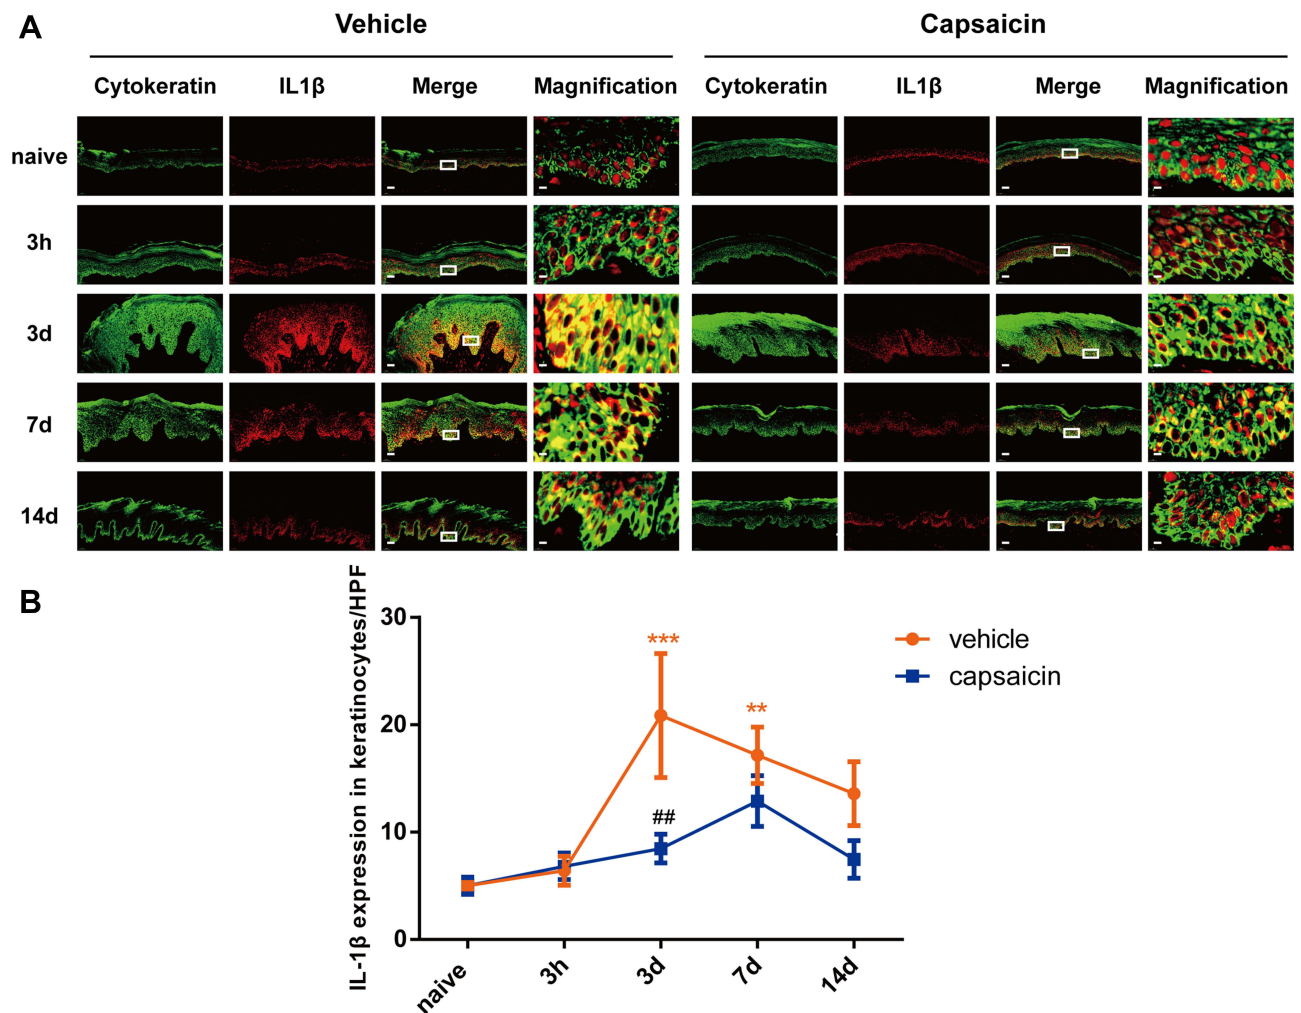 A
Vehicle Capsaicin
Cytokeratin IL1β Merge Magnification Cytokeratin IL1β Merge Magnification
naive
3h
3d
7d
14d
B
IL-1β expression in keratinocytes/HPF
30
20
10
0
***
**
##
vehicle
capsaicin
naive 3h 3d 7d 14d